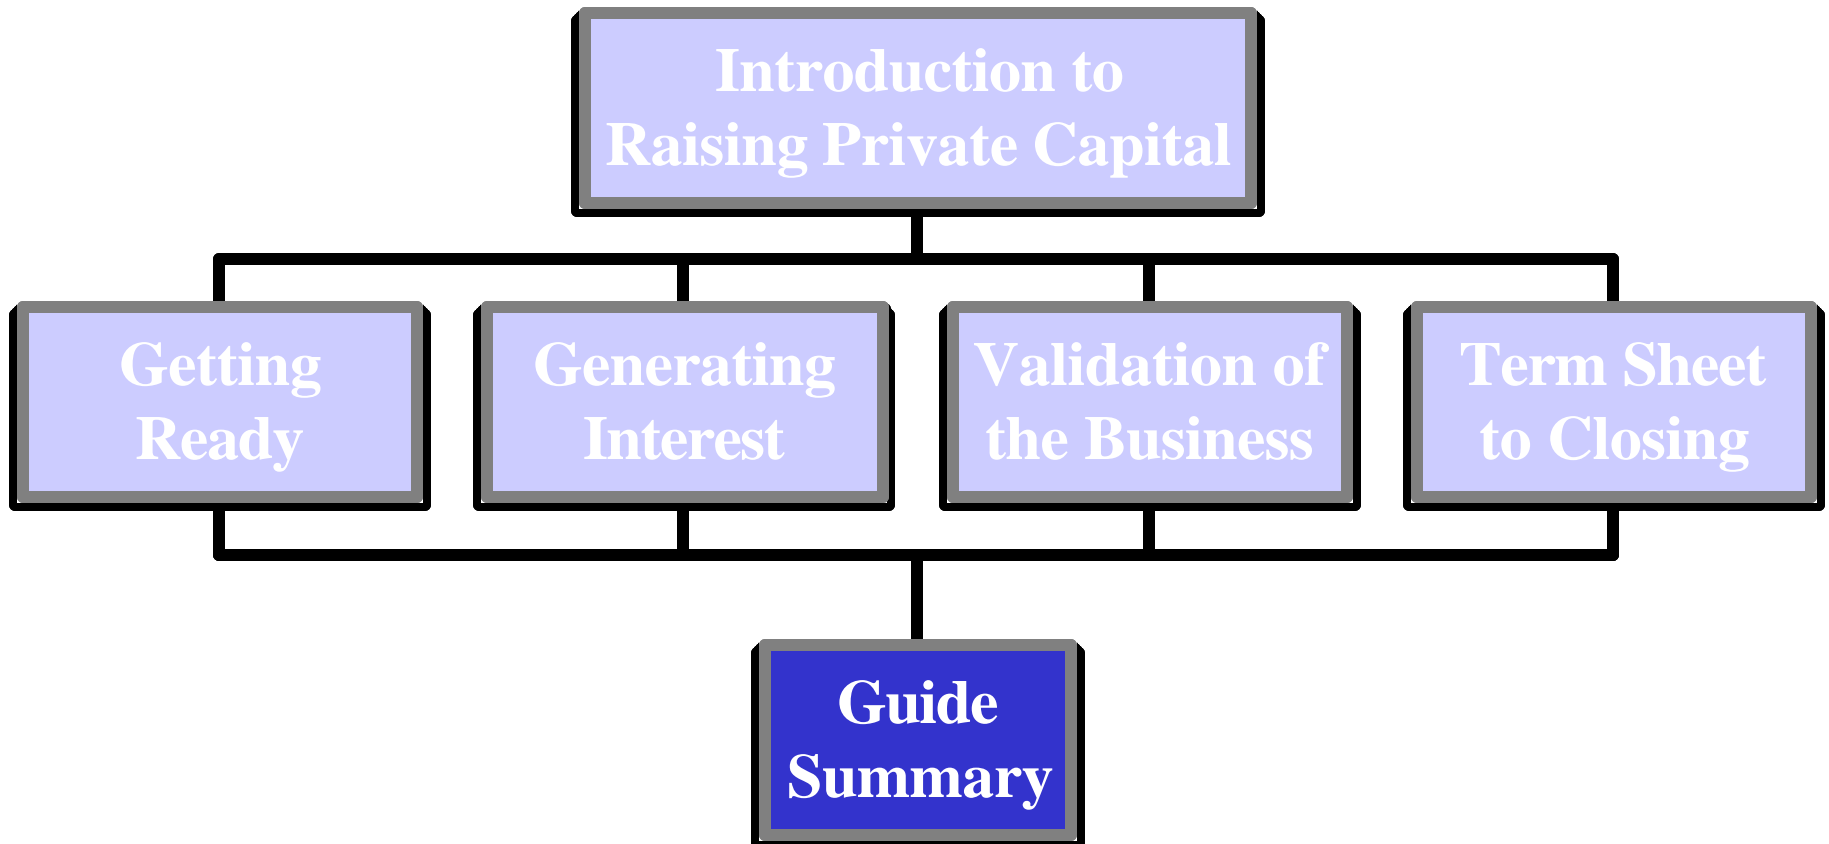 Introduction to
Raising Private Capital
Getting
Ready
Generating
Interest
Validation of
the Business
Term Sheet
to Closing
Guide
Summary